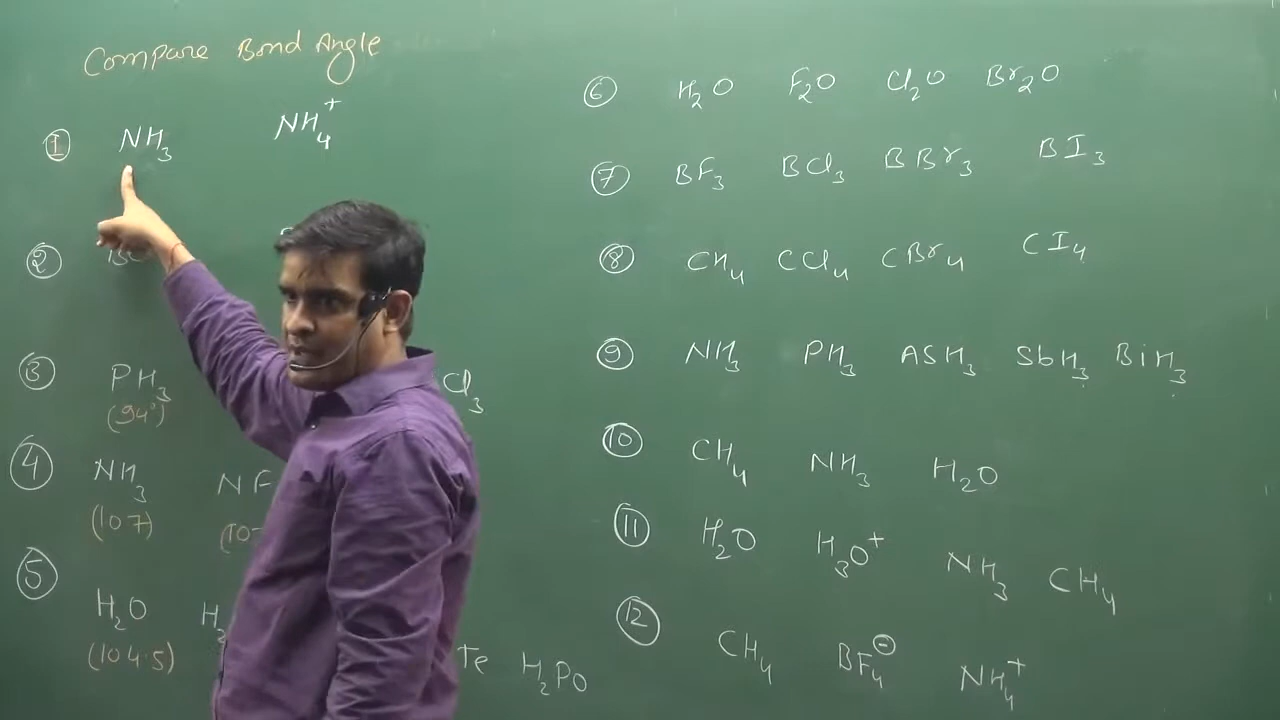 Compare Bond Angle
① NH₃ NH₄⁺
②
③ PH₃ Cl₃
(94°)
④ NH₃ NF
(107) (10
⑤ H₂O H₂ Te H₂PO
(104.5)
⑥ H₂O F₂O Cl₂O Br₂O
⑦ BF₃ BCl₃ BBr₃ BI₃
⑧ CH₄ CCl₄ CBr₄ CI₄
⑨ NH₃ PH₃ ASH₃ SbH₃ BiH₃
⑩ CH₄ NH₃ H₂O
⑪ H₂O H₃O⁺ NH₃ CH₄
⑫ CH₄ BF₄⊖ NH₄⁺